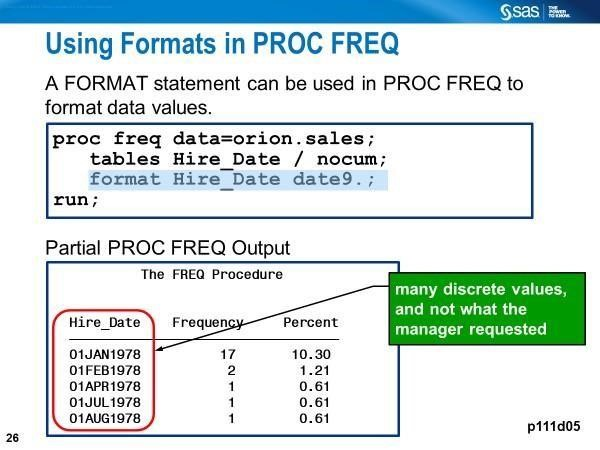 sas THE POWER TO KNOW.
Using Formats in PROC FREQ
A FORMAT statement can be used in PROC FREQ to
format data values.
proc freq data=orion.sales;
tables Hire_Date / nocum;
format Hire_Date date9.;
run;
Partial PROC FREQ Output
The FREQ Procedure
Hire_Date Frequency Percent
01JAN1978 17 10.30
01FEB1978 2 1.21
01APR1978 1 0.61
01JUL1978 1 0.61
01AUG1978 1 0.61
many discrete values,
and not what the
manager requested
26
p111d05